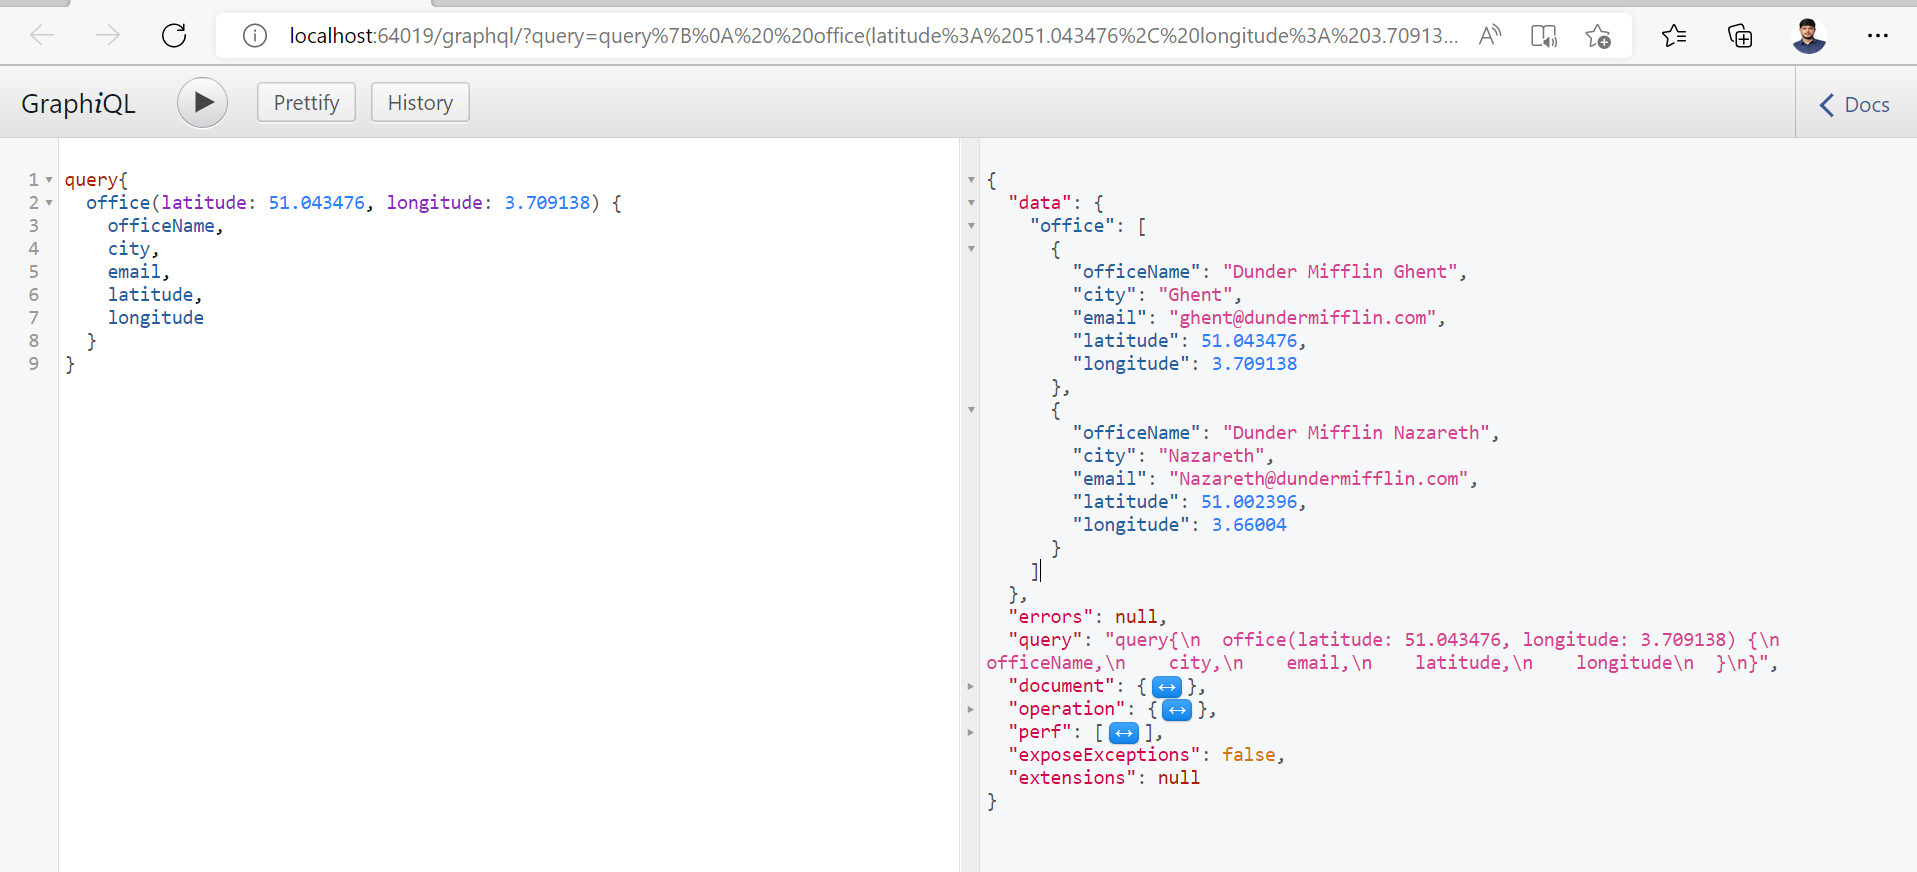 localhost:64019/graphql/?query=query%7B%0A%20%20office(latitude%3A%2051.043476%2C%20longitude%3A%203.70913...
GraphiQL
Prettify
History
Docs
1 query{
2   office(latitude: 51.043476, longitude: 3.709138) {
3     officeName,
4     city,
5     email,
6     latitude,
7     longitude
8   }
9 }
{
  "data": {
    "office": [
      {
        "officeName": "Dunder Mifflin Ghent",
        "city": "Ghent",
        "email": "ghent@dundermifflin.com",
        "latitude": 51.043476,
        "longitude": 3.709138
      },
      {
        "officeName": "Dunder Mifflin Nazareth",
        "city": "Nazareth",
        "email": "Nazareth@dundermifflin.com",
        "latitude": 51.002396,
        "longitude": 3.66004
      }
    ]
  },
  "errors": null,
  "query": "query{\n  office(latitude: 51.043476, longitude: 3.709138) {\n
officeName,\n    city,\n    email,\n    latitude,\n    longitude\n  }\n}",
  "document": {↔},
  "operation": {↔},
  "perf": [↔],
  "exposeExceptions": false,
  "extensions": null
}